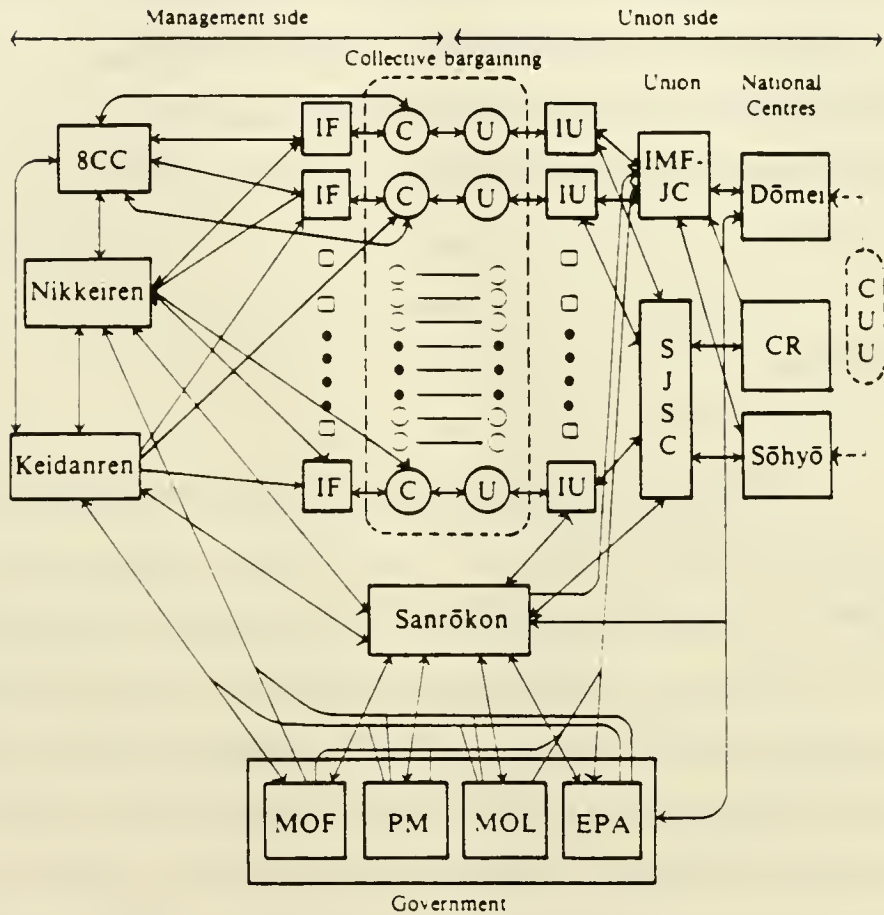 Management side
Union side
Collective bargaining
Union
National
Centres
IF
C
U
IU
8CC
IMF-
JC
Dōmei
IF
C
U
IU
Nikkeiren
C
U
U
S
J
S
C
CR
Keidanren
Sōhyō
IF
C
U
IU
Sanrōkon
MOF
PM
MOL
EPA
Government